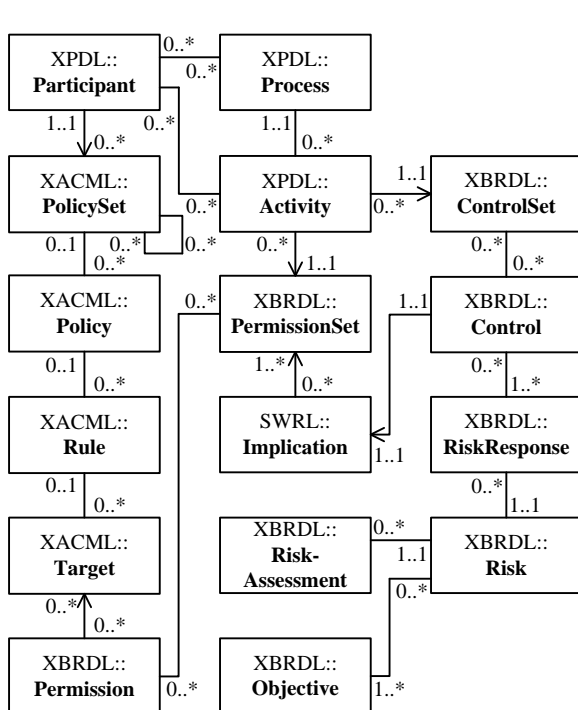 0..*
XPDL::
Participant
0..*
XPDL::
Process
1..1
0..*
0..*
1..1
0..*
XACML::
PolicySet
0..*
XPDL::
Activity
1..1
0..*
XBRDL::
ControlSet
0..1
0..*
0..*
0..*
0..*
1..1
0..*
0..*
XACML::
Policy
0..*
XBRDL::
PermissionSet
1..1
XBRDL::
Control
0..1
0..*
1..*
0..*
0..*
1..*
XACML::
Rule
SWRL::
Implication
1..1
XBRDL::
RiskResponse
0..1
0..*
0..*
1..1
XACML::
Target
XBRDL::
Risk-
Assessment
0..*
1..1
XBRDL::
Risk
0..*
0..*
0..*
XBRDL::
Permission
0..*
XBRDL::
Objective
1..*